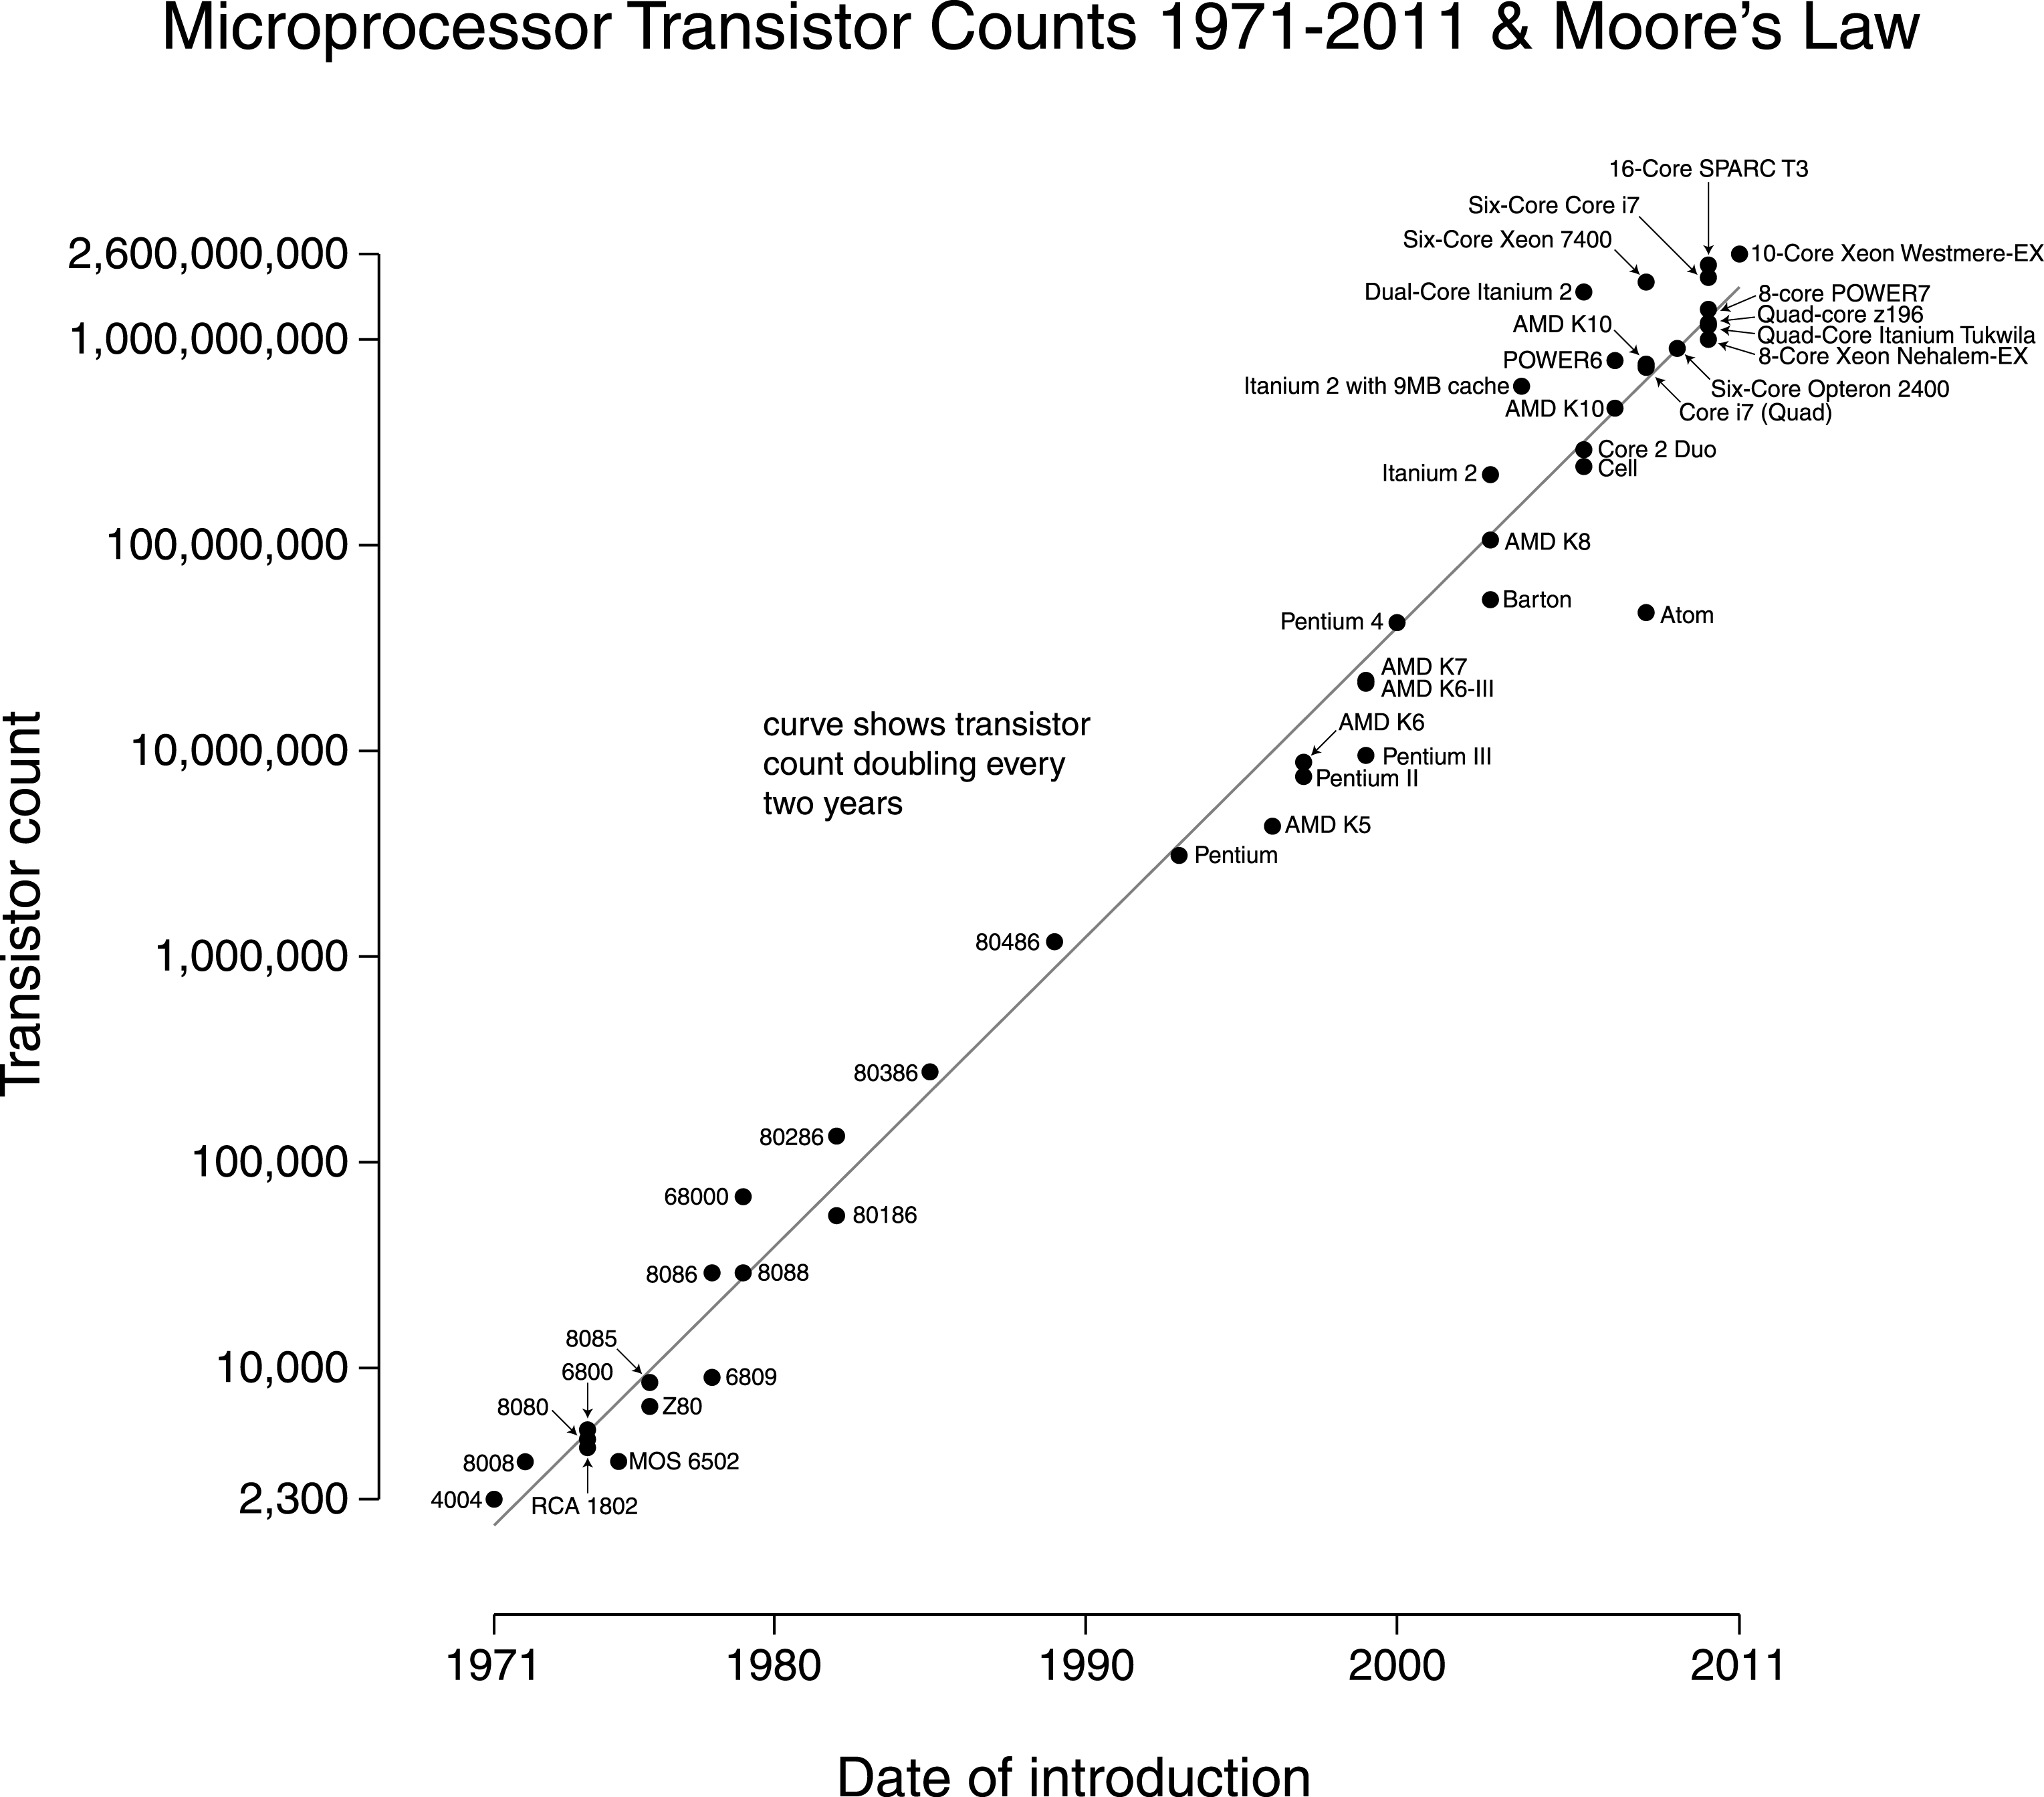 Microprocessor Transistor Counts 1971-2011 & Moore’s Law
16-Core SPARC T3
Six-Core Core i7
Six-Core Xeon 7400
10-Core Xeon Westmere-EX
Dual-Core Itanium 2
8-core POWER7
Quad-core z196
AMD K10
Quad-Core Itanium Tukwila
8-Core Xeon Nehalem-EX
POWER6
Itanium 2 with 9MB cache
Six-Core Opteron 2400
AMD K10
Core i7 (Quad)
Core 2 Duo
Cell
Itanium 2
AMD K8
Barton
Atom
Pentium 4
AMD K7
AMD K6-III
AMD K6
Pentium III
Pentium II
AMD K5
Pentium
80486
80386
80286
68000
80186
8086
8088
8085
6800
6809
8080
Z80
8008
MOS 6502
4004
RCA 1802
curve shows transistor
count doubling every
two years
2,600,000,000
1,000,000,000
100,000,000
10,000,000
1,000,000
100,000
10,000
2,300
Transistor count
1971
1980
1990
2000
2011
Date of introduction